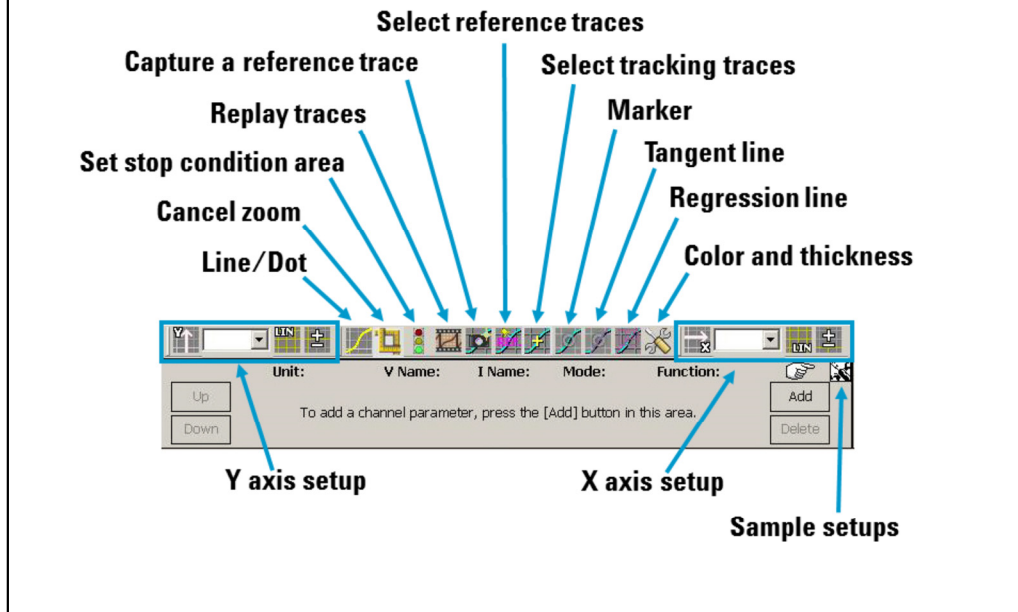 Select reference traces
Capture a reference trace
Select tracking traces
Replay traces
Marker
Set stop condition area
Tangent line
Cancel zoom
Regression line
Line/Dot
Color and thickness
Y LIN ±
X LIN ±
Unit: V Name: I Name: Mode: Function:
Up
Add
To add a channel parameter, press the [Add] button in this area.
Down
Delete
Y axis setup
X axis setup
Sample setups